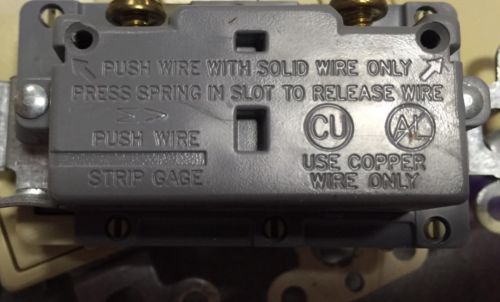 PUSH WIRE WITH SOLID WIRE ONLY
PRESS SPRING IN SLOT TO RELEASE WIRE
PUSH WIRE
STRIP GAGE
CU AL
USE COPPER
WIRE ONLY